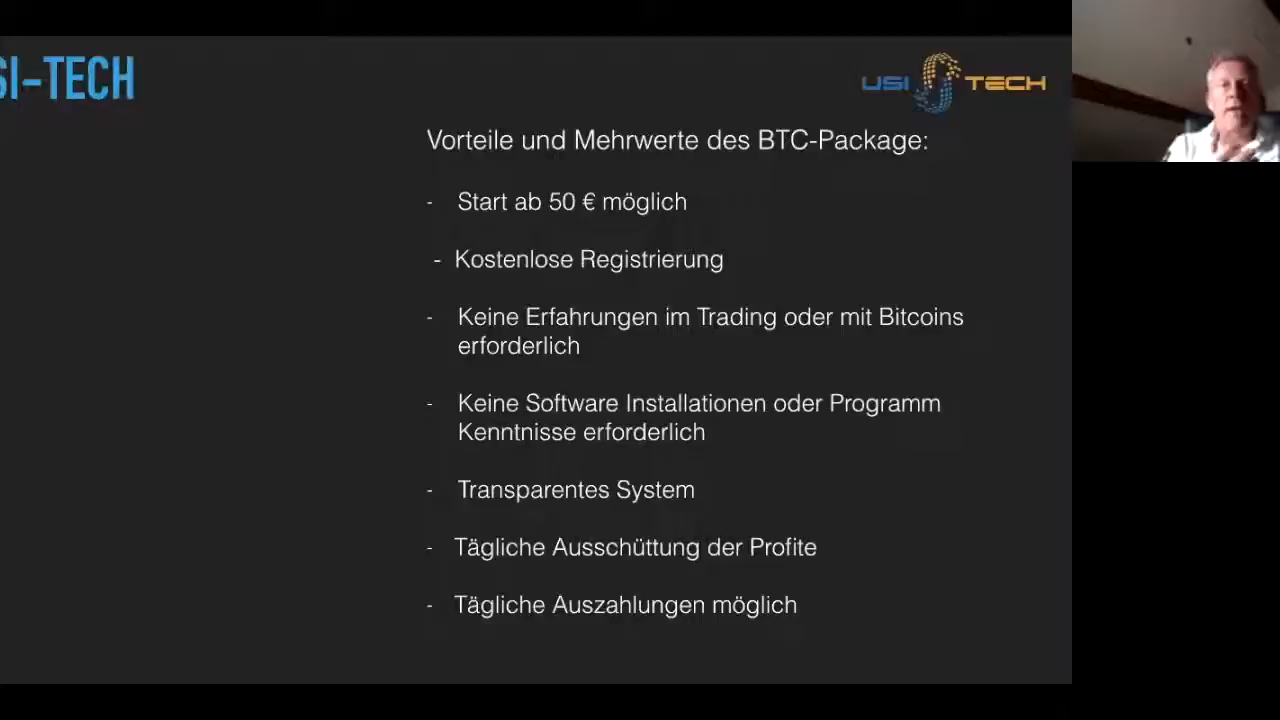 SI-TECH
USI TECH
Vorteile und Mehrwerte des BTC-Package:
- Start ab 50 € möglich
- Kostenlose Registrierung
- Keine Erfahrungen im Trading oder mit Bitcoins
erforderlich
- Keine Software Installationen oder Programm
Kenntnisse erforderlich
- Transparentes System
- Tägliche Ausschüttung der Profite
- Tägliche Auszahlungen möglich